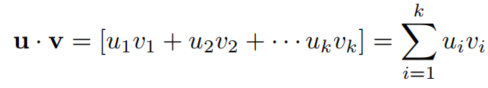 u · v = [u₁v₁ + u₂v₂ + · · · uₖvₖ] = ∑ᵢ₌₁ᵏ uᵢvᵢ